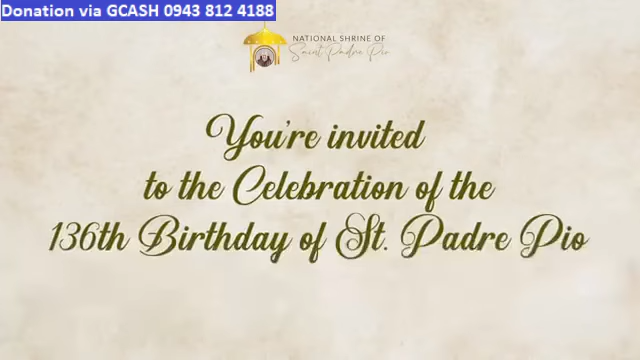 Donation via GCASH 0943 812 4188
NATIONAL SHRINE OF
Saint Padre Pio
You're invited
to the Celebration of the
136th Birthday of St. Padre Pio